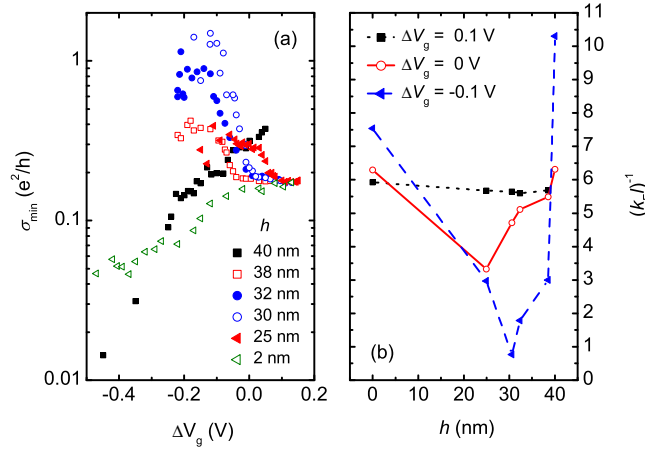 (a)
1
0.1
0.01
σmin (e²/h)
h
40 nm
38 nm
32 nm
30 nm
25 nm
2 nm
-0.4 -0.2 0.0 0.2
ΔVg (V)
ΔVg = 0.1 V
ΔVg = 0 V
ΔVg = -0.1 V
(b)
11
10
9
8
7
6
5
4
3
2
1
0
(kFl)⁻¹
0 10 20 30 40
h (nm)